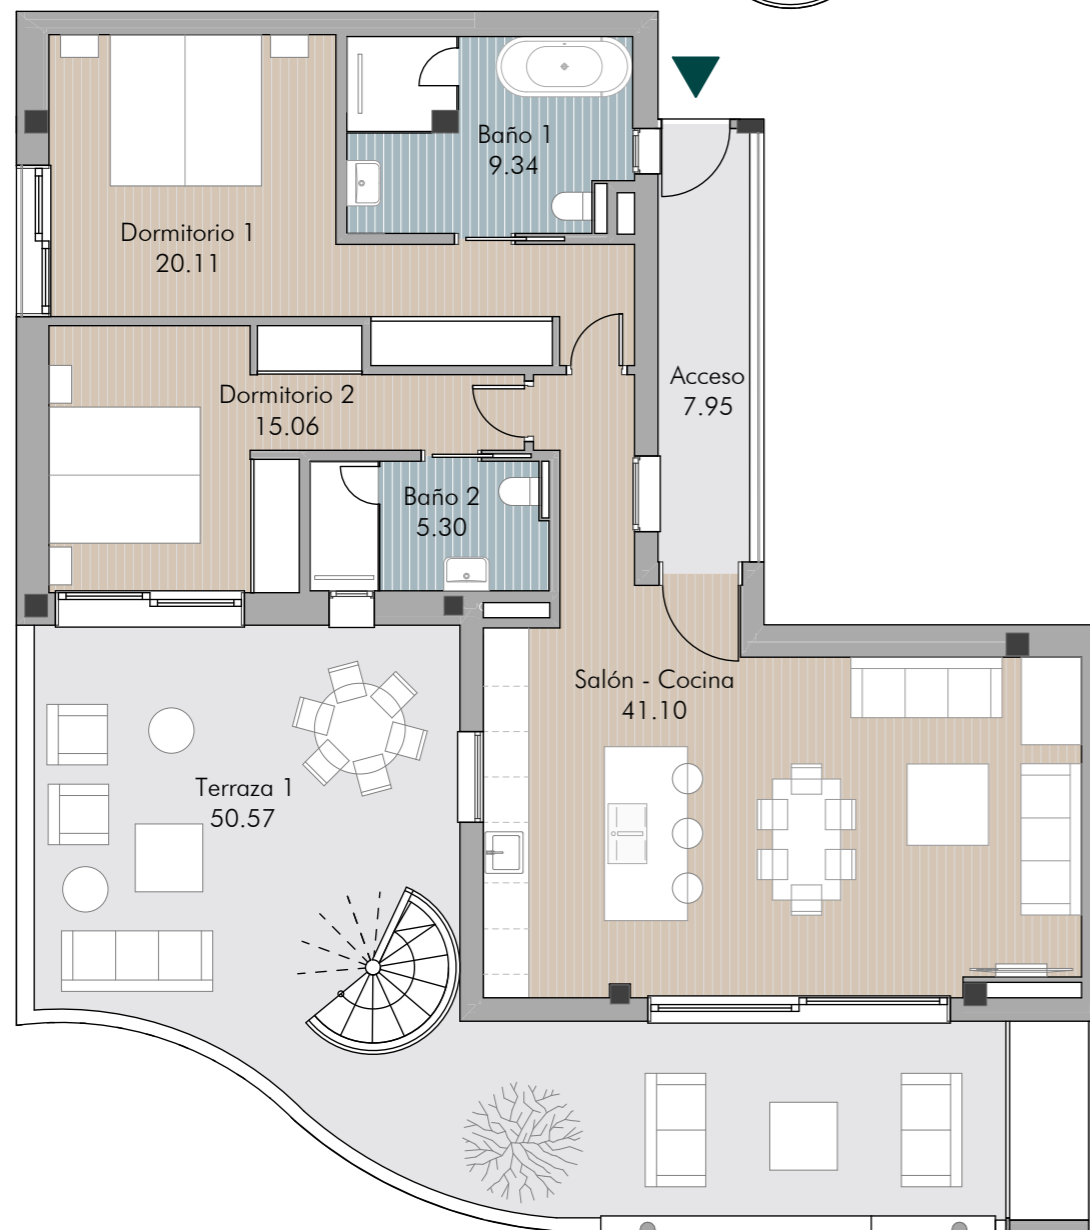 Baño 1
9.34
Dormitorio 1
20.11
Acceso
7.95
Dormitorio 2
15.06
Baño 2
5.30
Salón - Cocina
41.10
Terraza 1
50.57